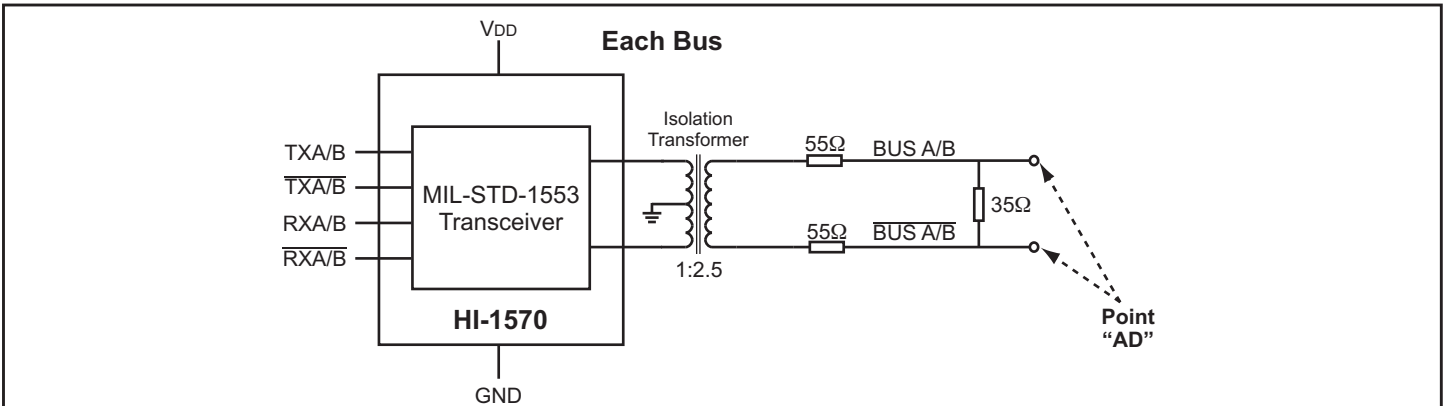 VDD
Each Bus
Isolation
Transformer
TXA/B
TXA/B
RXA/B
RXA/B
MIL-STD-1553
Transceiver
HI-1570
GND
1:2.5
55Ω
BUS A/B
35Ω
55Ω
BUS A/B
Point
“AD”